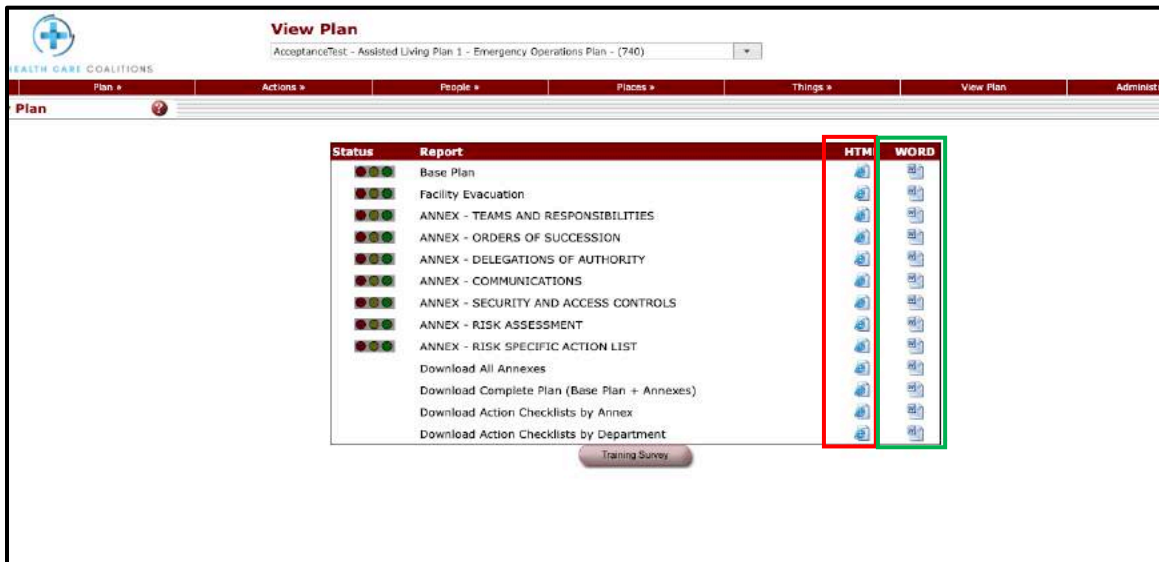 View Plan
AcceptanceTest - Assisted Living Plan 1 - Emergency Operations Plan - (740)
HEALTH CARE COALITIONS
Plan » Actions » People » Places » Things » View Plan Administ
Plan ?
Status Report HTM WORD
Base Plan
Facility Evacuation
ANNEX - TEAMS AND RESPONSIBILITIES
ANNEX - ORDERS OF SUCCESSION
ANNEX - DELEGATIONS OF AUTHORITY
ANNEX - COMMUNICATIONS
ANNEX - SECURITY AND ACCESS CONTROLS
ANNEX - RISK ASSESSMENT
ANNEX - RISK SPECIFIC ACTION LIST
Download All Annexes
Download Complete Plan (Base Plan + Annexes)
Download Action Checklists by Annex
Download Action Checklists by Department
Training Survey